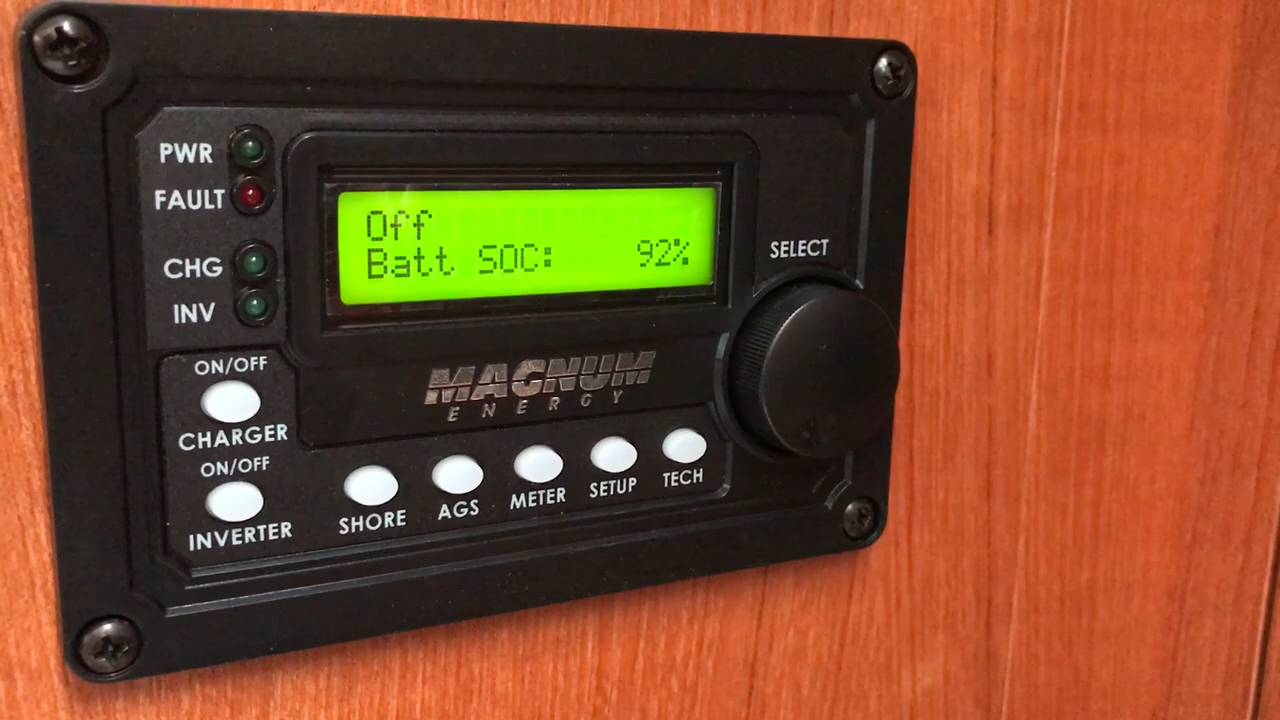 PWR
FAULT
CHG
INV
Off
Batt SOC: 92%
SELECT
MAGNUM
ENERGY
ON/OFF
CHARGER
ON/OFF
INVERTER
SHORE
AGS
METER
SETUP
TECH